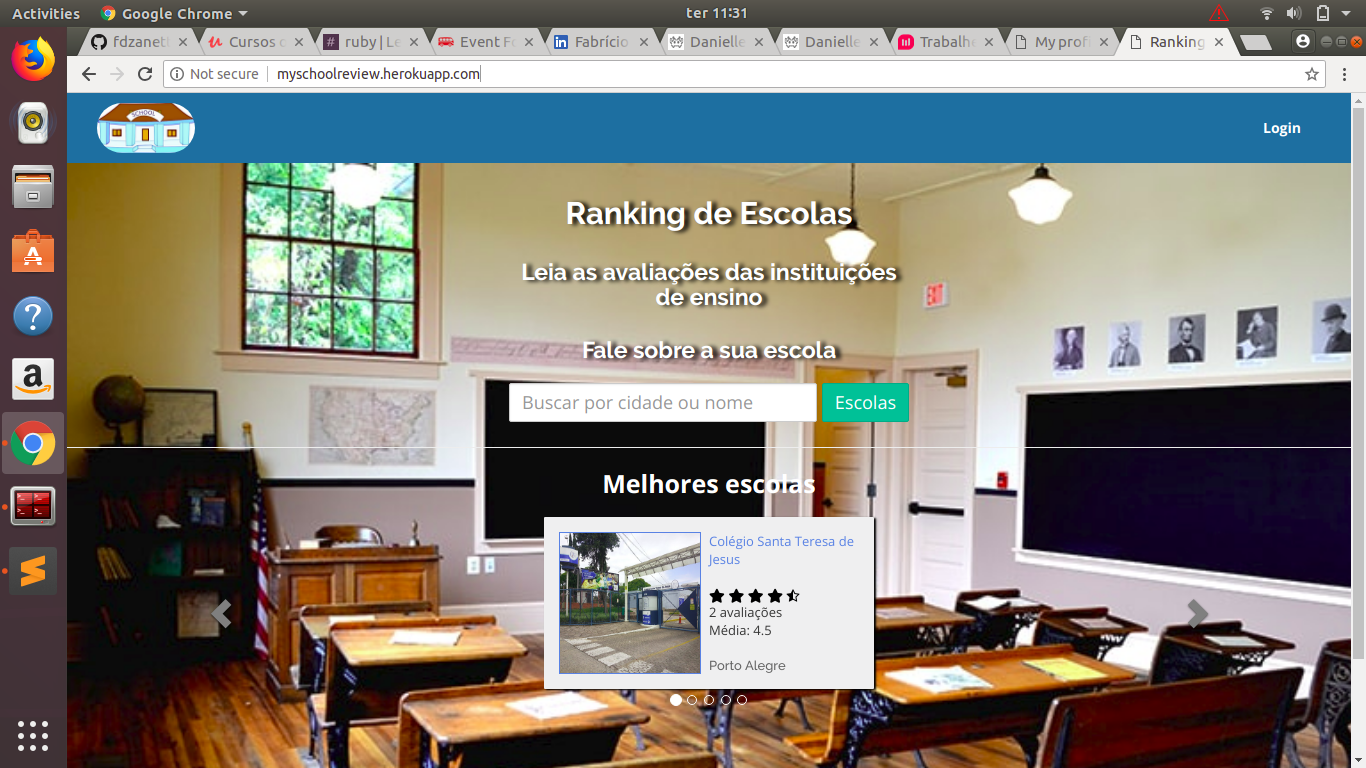 Activities
Google Chrome
ter 11:31
fdzanet
Cursos
ruby | Le
Event F
Fabrício
Danielle
Danielle
Trabalh
My prof
Ranking
Not secure
myschoolreview.herokuapp.com
SCHOOL
Login
Ranking de Escolas
Leia as avaliações das instituições
de ensino
EXIT
Fale sobre a sua escola
Buscar por cidade ou nome
Escolas
Melhores escolas
Colégio Santa Teresa de
Jesus
2 avaliações
Média: 4.5
Porto Alegre